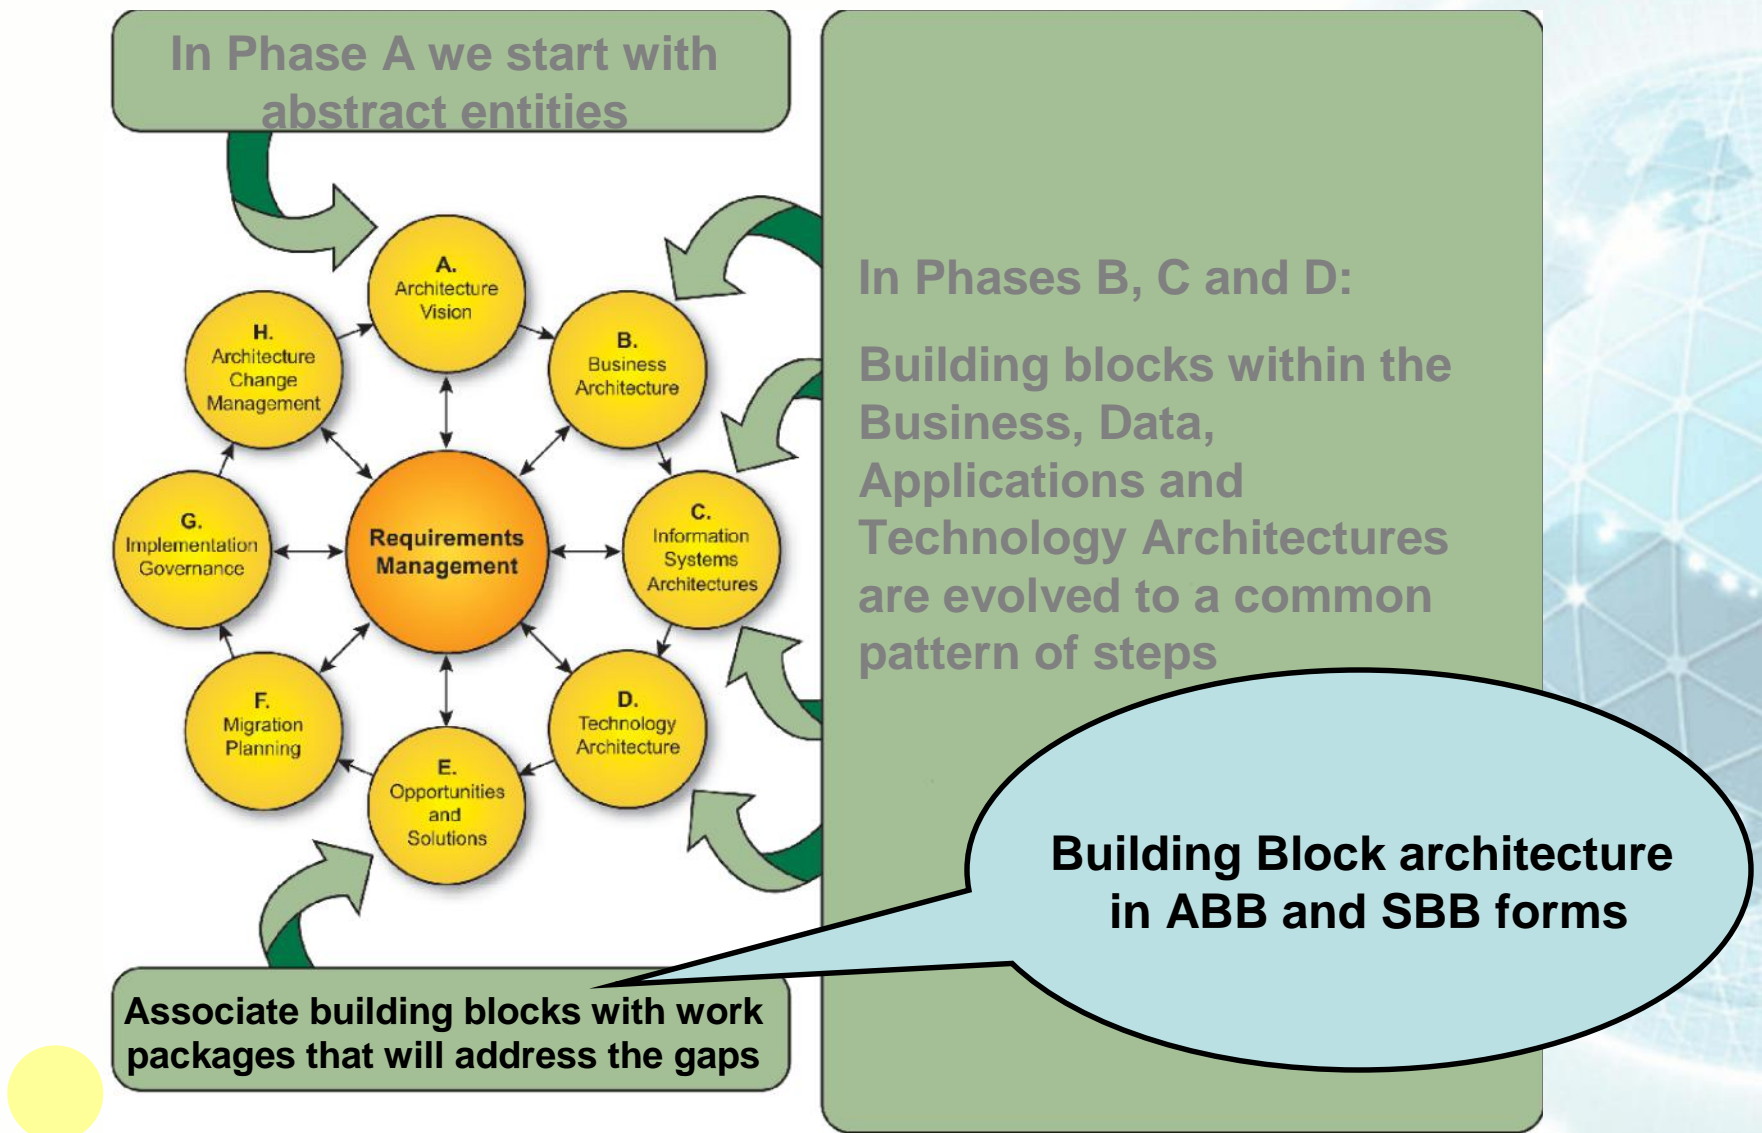 In Phase A we start with
abstract entities
A.
Architecture
Vision
B.
Business
Architecture
C.
Information
Systems
Architectures
D.
Technology
Architecture
E.
Opportunities
and
Solutions
F.
Migration
Planning
G.
Implementation
Governance
H.
Architecture
Change
Management
Requirements
Management
In Phases B, C and D:
Building blocks within the
Business, Data,
Applications and
Technology Architectures
are evolved to a common
pattern of steps
Building Block architecture
in ABB and SBB forms
Associate building blocks with work
packages that will address the gaps